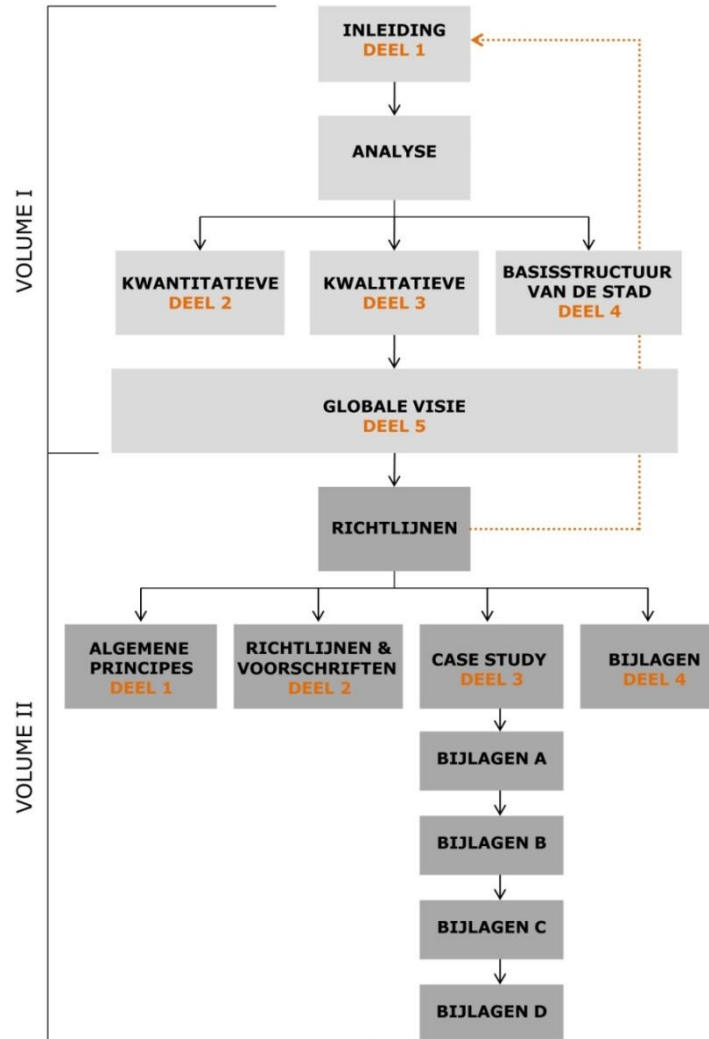 VOLUME I
INLEIDING
DEEL 1
ANALYSE
KWANTITATIEVE
DEEL 2
KWALITATIEVE
DEEL 3
BASISSTRUCTUUR
VAN DE STAD
DEEL 4
GLOBALE VISIE
DEEL 5
VOLUME II
RICHTLIJNEN
ALGEMENE
PRINCIPES
DEEL 1
RICHTLIJNEN &
VOORSCHRIFTEN
DEEL 2
CASE STUDY
DEEL 3
BIJLAGEN
DEEL 4
BIJLAGEN A
BIJLAGEN B
BIJLAGEN C
BIJLAGEN D